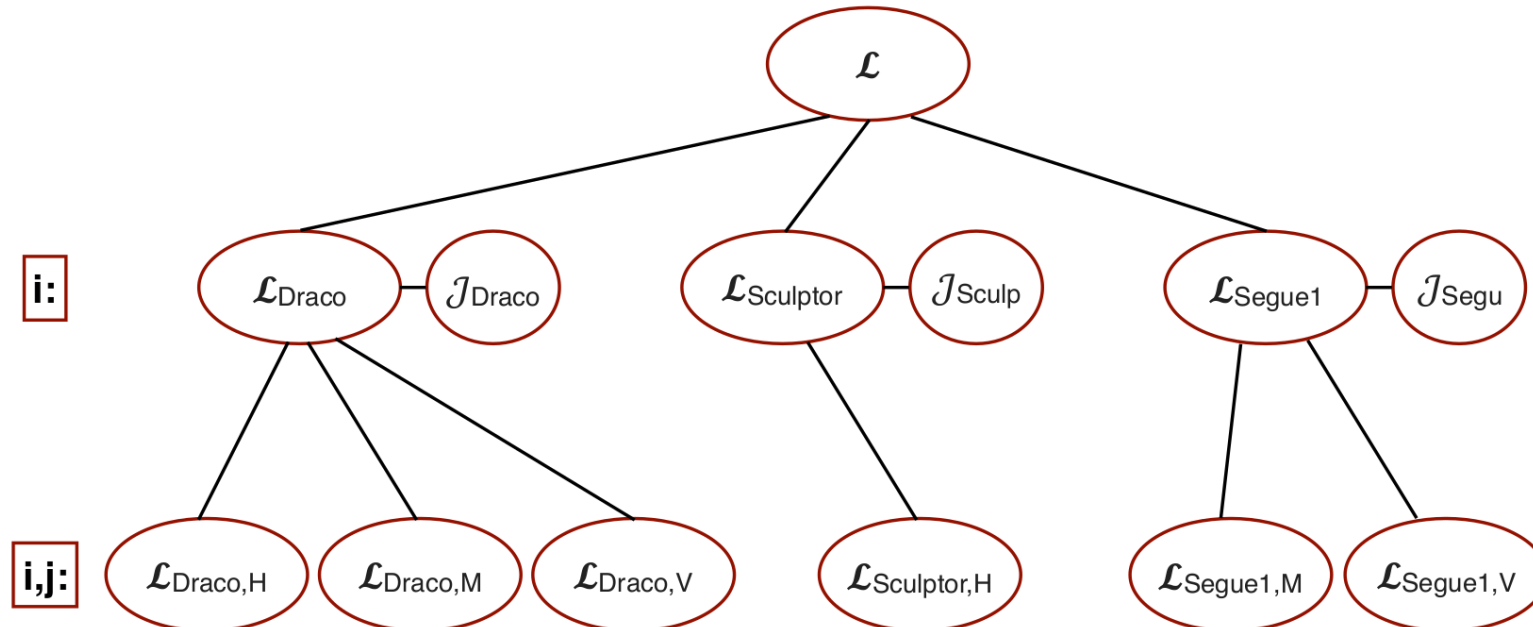 ℒ
i: ℒDraco 𝒥Draco ℒSculptor 𝒥Sculp ℒSegue1 𝒥Segu
i,j: ℒDraco,H ℒDraco,M ℒDraco,V ℒSculptor,H ℒSegue1,M ℒSegue1,V